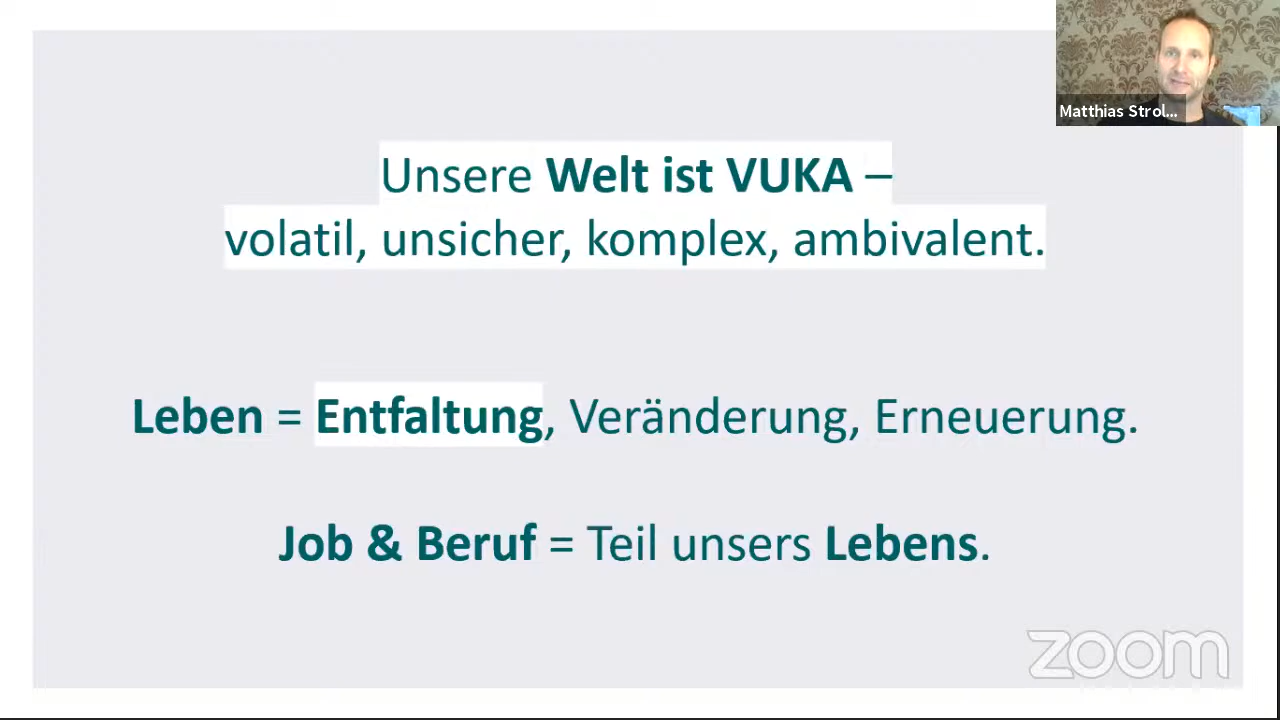 Matthias Strol...
Unsere Welt ist VUKA –
volatil, unsicher, komplex, ambivalent.
Leben = Entfaltung, Veränderung, Erneuerung.
Job & Beruf = Teil unsers Lebens.
zoom